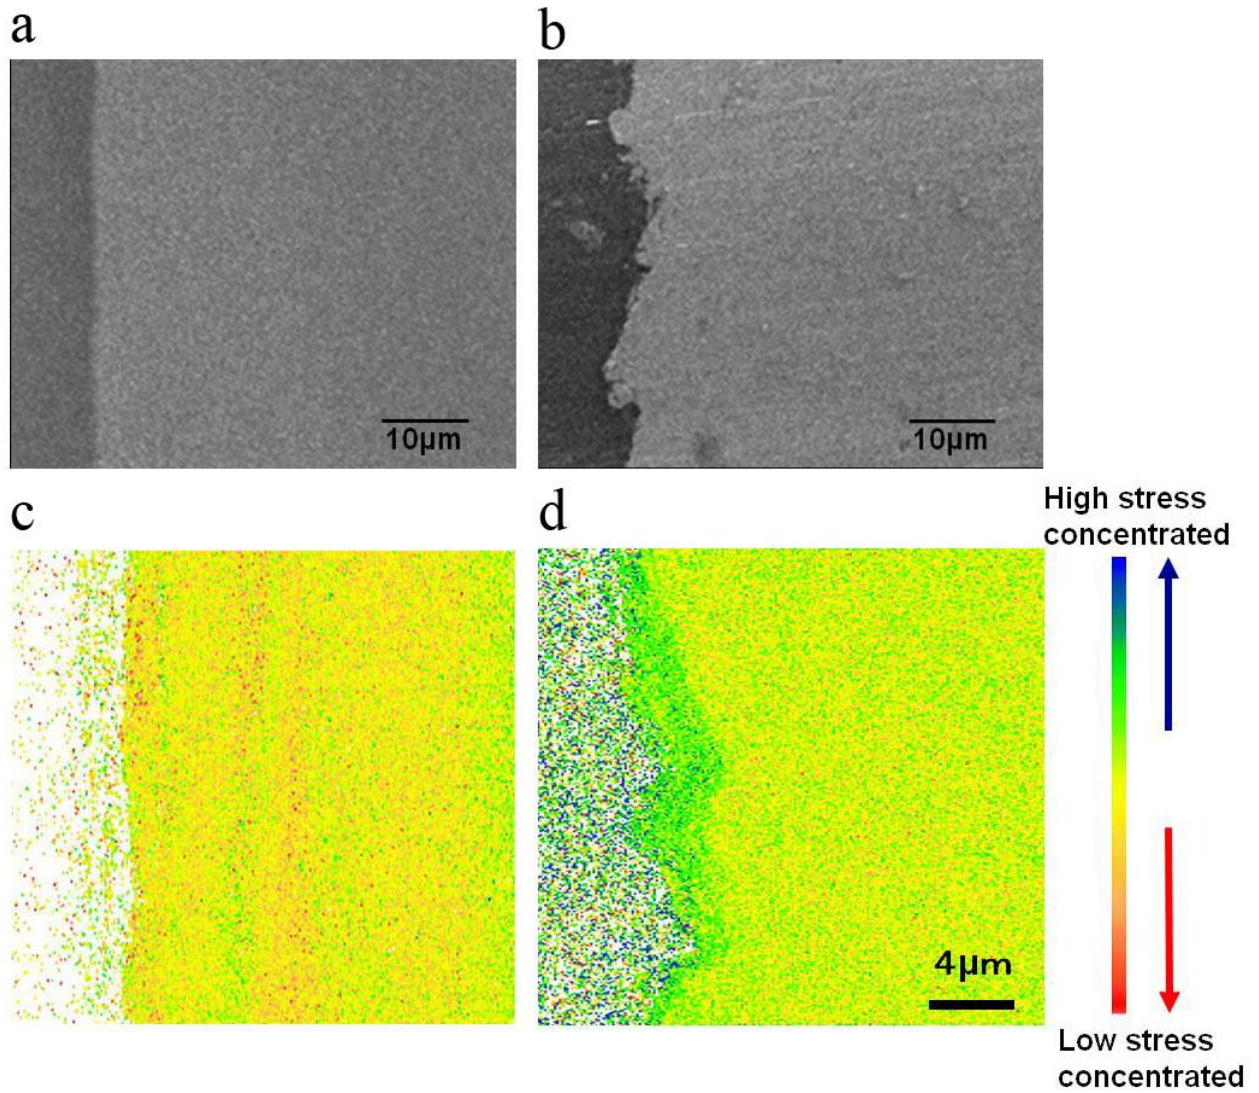 a
b
10μm
10μm
c
d
High stress
concentrated
4μm
Low stress
concentrated